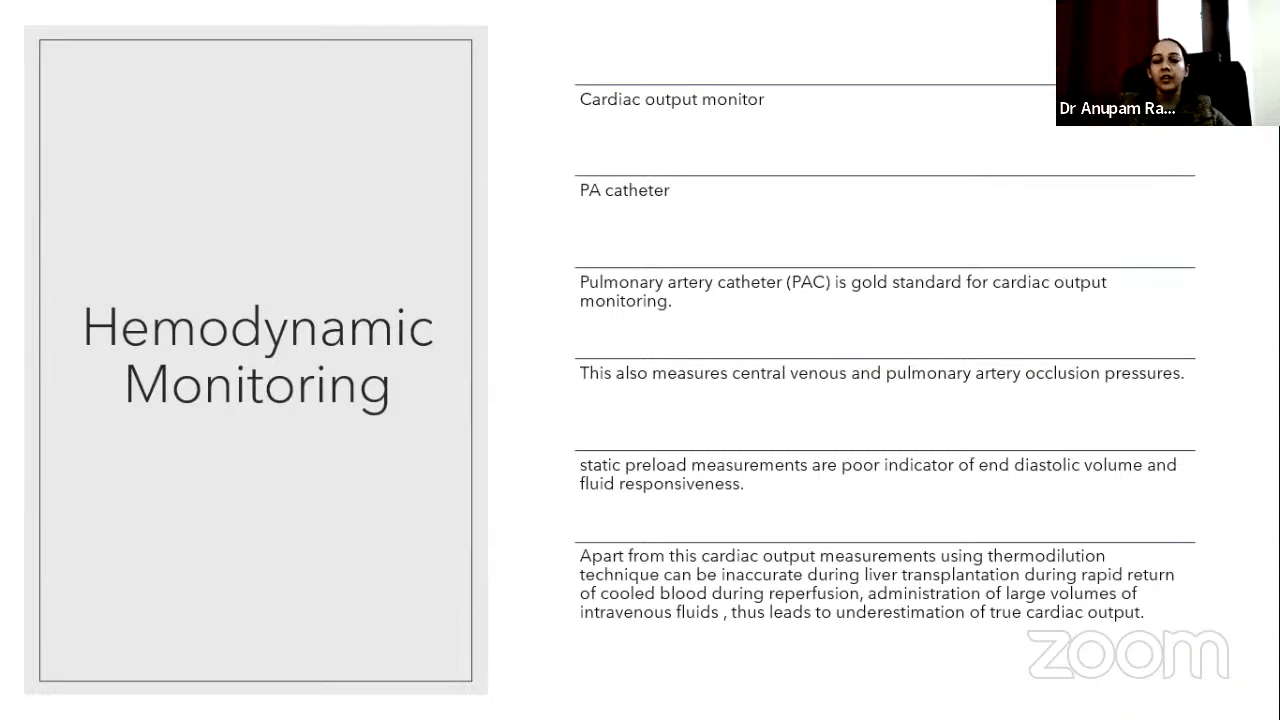 Hemodynamic
Monitoring
Cardiac output monitor
PA catheter
Pulmonary artery catheter (PAC) is gold standard for cardiac output
monitoring.
This also measures central venous and pulmonary artery occlusion pressures.
static preload measurements are poor indicator of end diastolic volume and
fluid responsiveness.
Apart from this cardiac output measurements using thermodilution
technique can be inaccurate during liver transplantation during rapid return
of cooled blood during reperfusion, administration of large volumes of
intravenous fluids , thus leads to underestimation of true cardiac output.
Dr Anupam Ra...
zoom